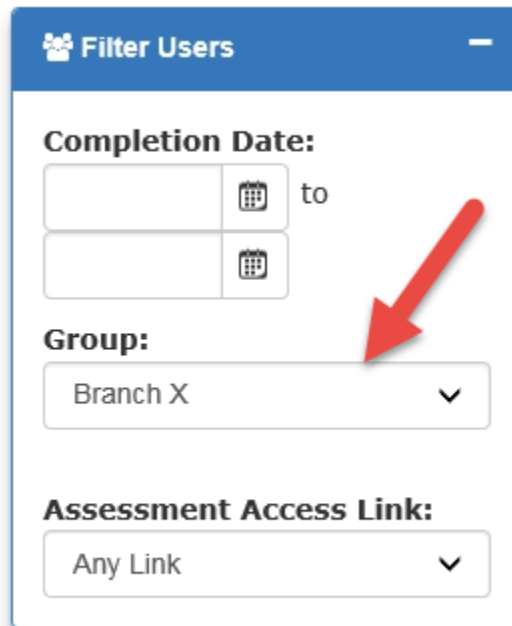 Filter Users
Completion Date:
to
Group:
Branch X
Assessment Access Link:
Any Link